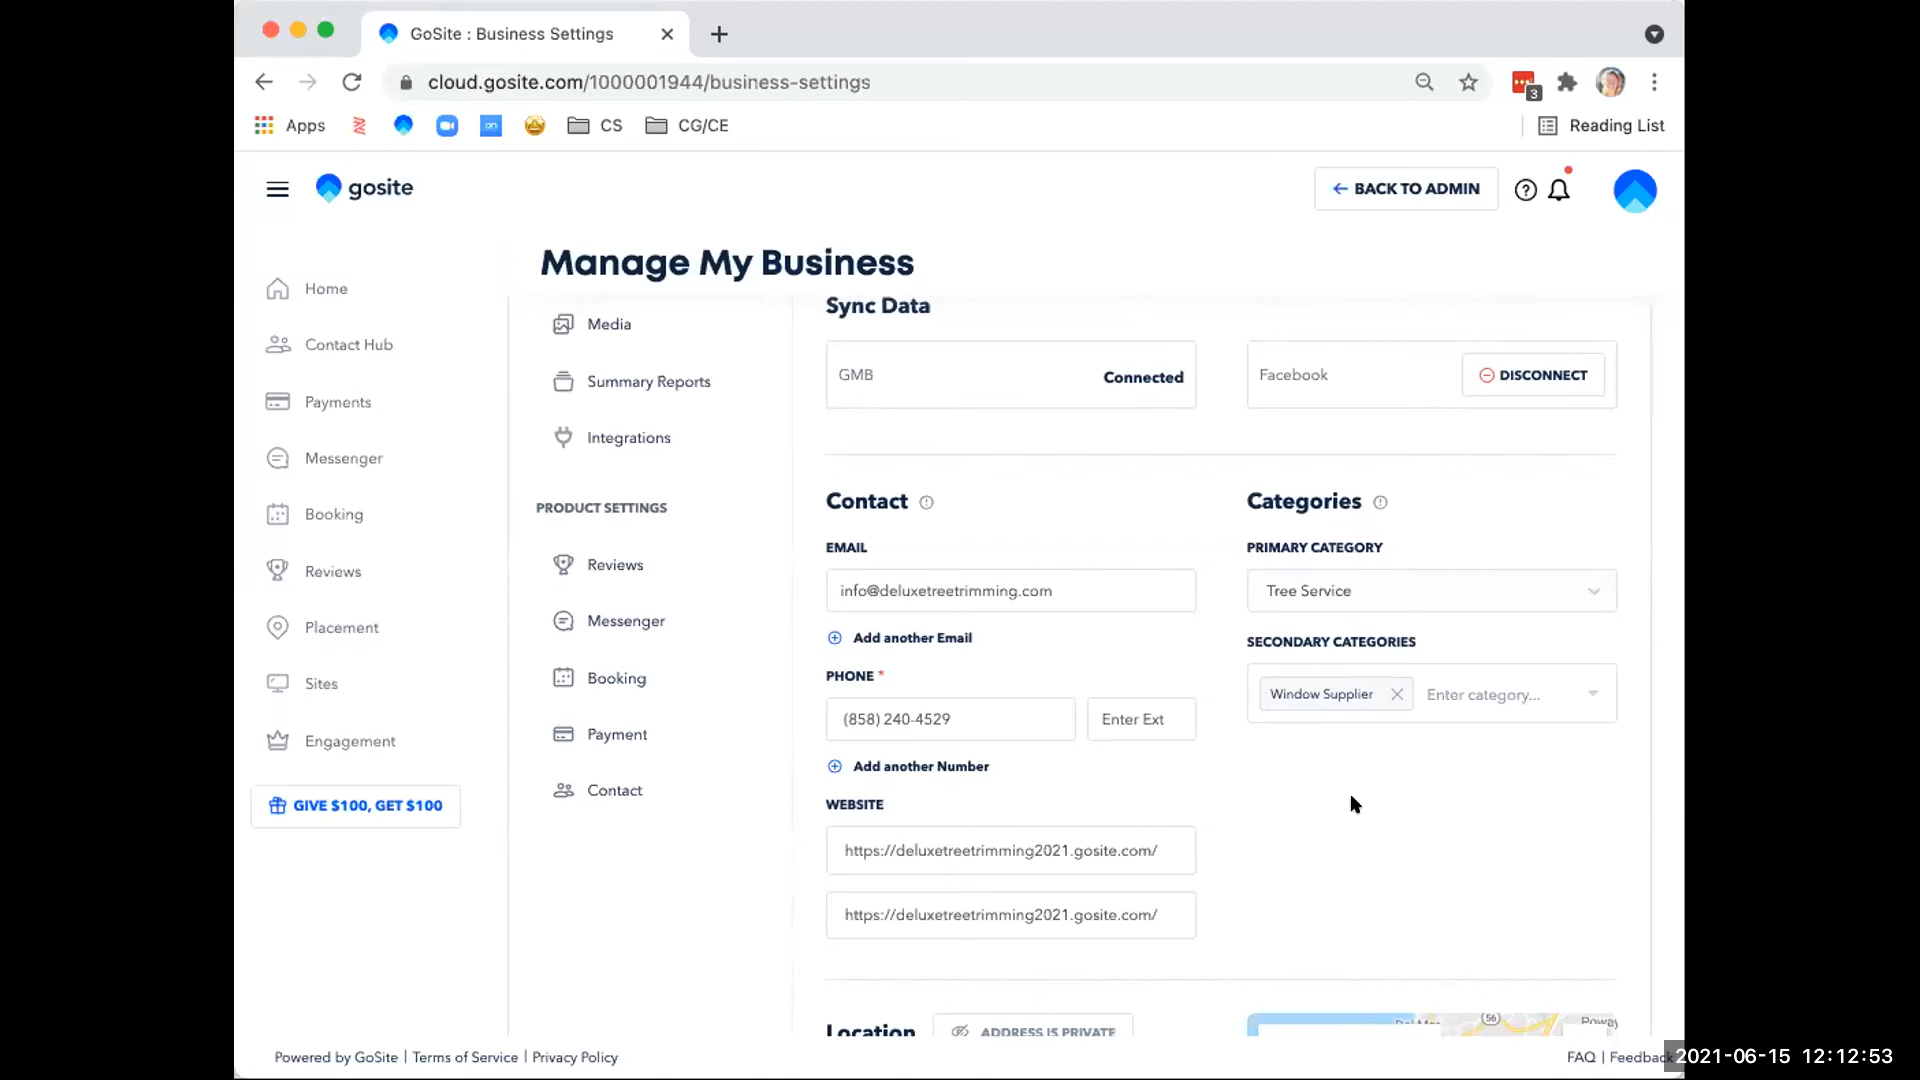 GoSite : Business Settings
cloud.gosite.com/1000001944/business-settings
3
Apps
on
CS
CG/CE
Reading List
gosite
BACK TO ADMIN
Manage My Business
Home
Contact Hub
Payments
Messenger
Booking
Reviews
Placement
Sites
Engagement
GIVE $100, GET $100
Media
Summary Reports
Integrations
PRODUCT SETTINGS
Reviews
Messenger
Booking
Payment
Contact
Sync Data
GMB
Connected
Facebook
DISCONNECT
Contact
EMAIL
info@deluxetreetrimming.com
Add another Email
PHONE *
(858) 240-4529
Enter Ext
Add another Number
WEBSITE
https://deluxetreetrimming2021.gosite.com/
https://deluxetreetrimming2021.gosite.com/
Categories
PRIMARY CATEGORY
Tree Service
SECONDARY CATEGORIES
Window Supplier
Enter category...
Location
ADDRESS IS PRIVATE
56
Poway
Powered by GoSite | Terms of Service | Privacy Policy
FAQ | Feedback
2021-06-15 12:12:53